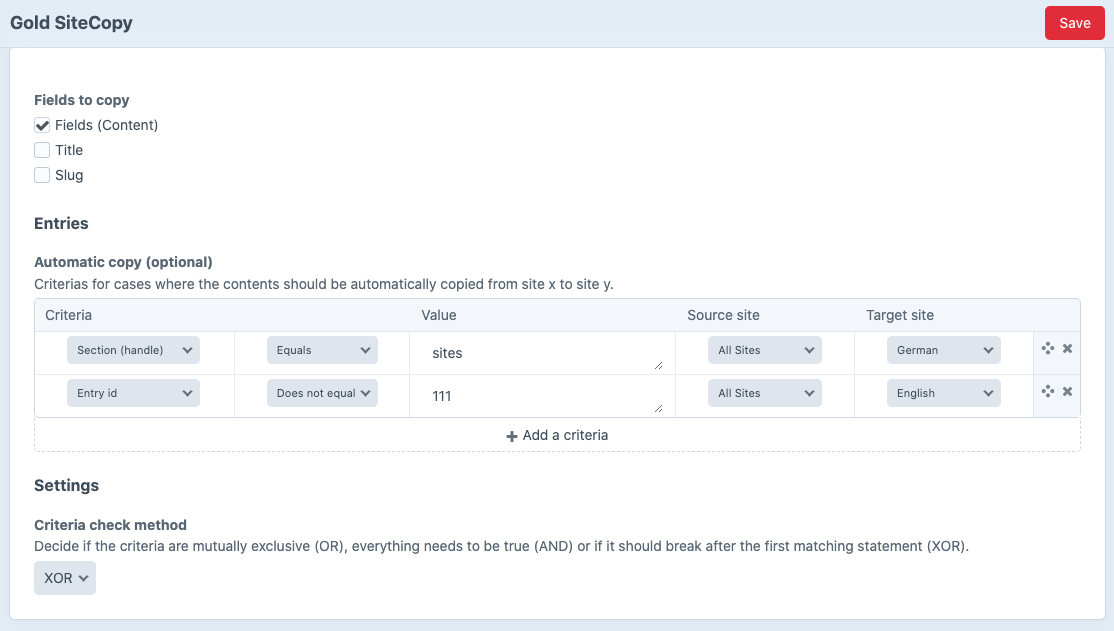 Gold SiteCopy
Save
Fields to copy
Fields (Content)
Title
Slug
Entries
Automatic copy (optional)
Criterias for cases where the contents should be automatically copied from site x to site y.
Criteria Value Source site Target site
Section (handle) Equals sites All Sites German
Entry id Does not equal 111 All Sites English
Add a criteria
Settings
Criteria check method
Decide if the criteria are mutually exclusive (OR), everything needs to be true (AND) or if it should break after the first matching statement (XOR).
XOR